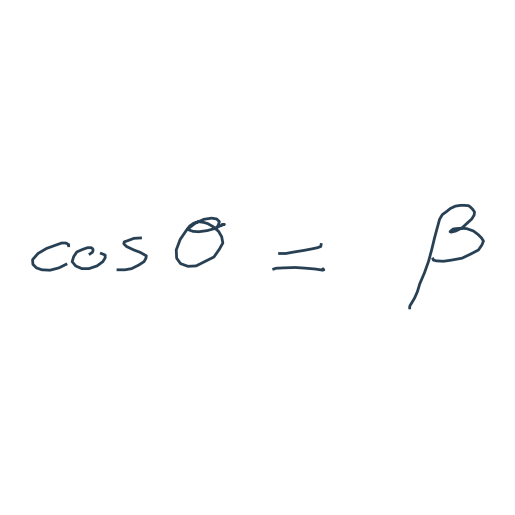 cos θ = β